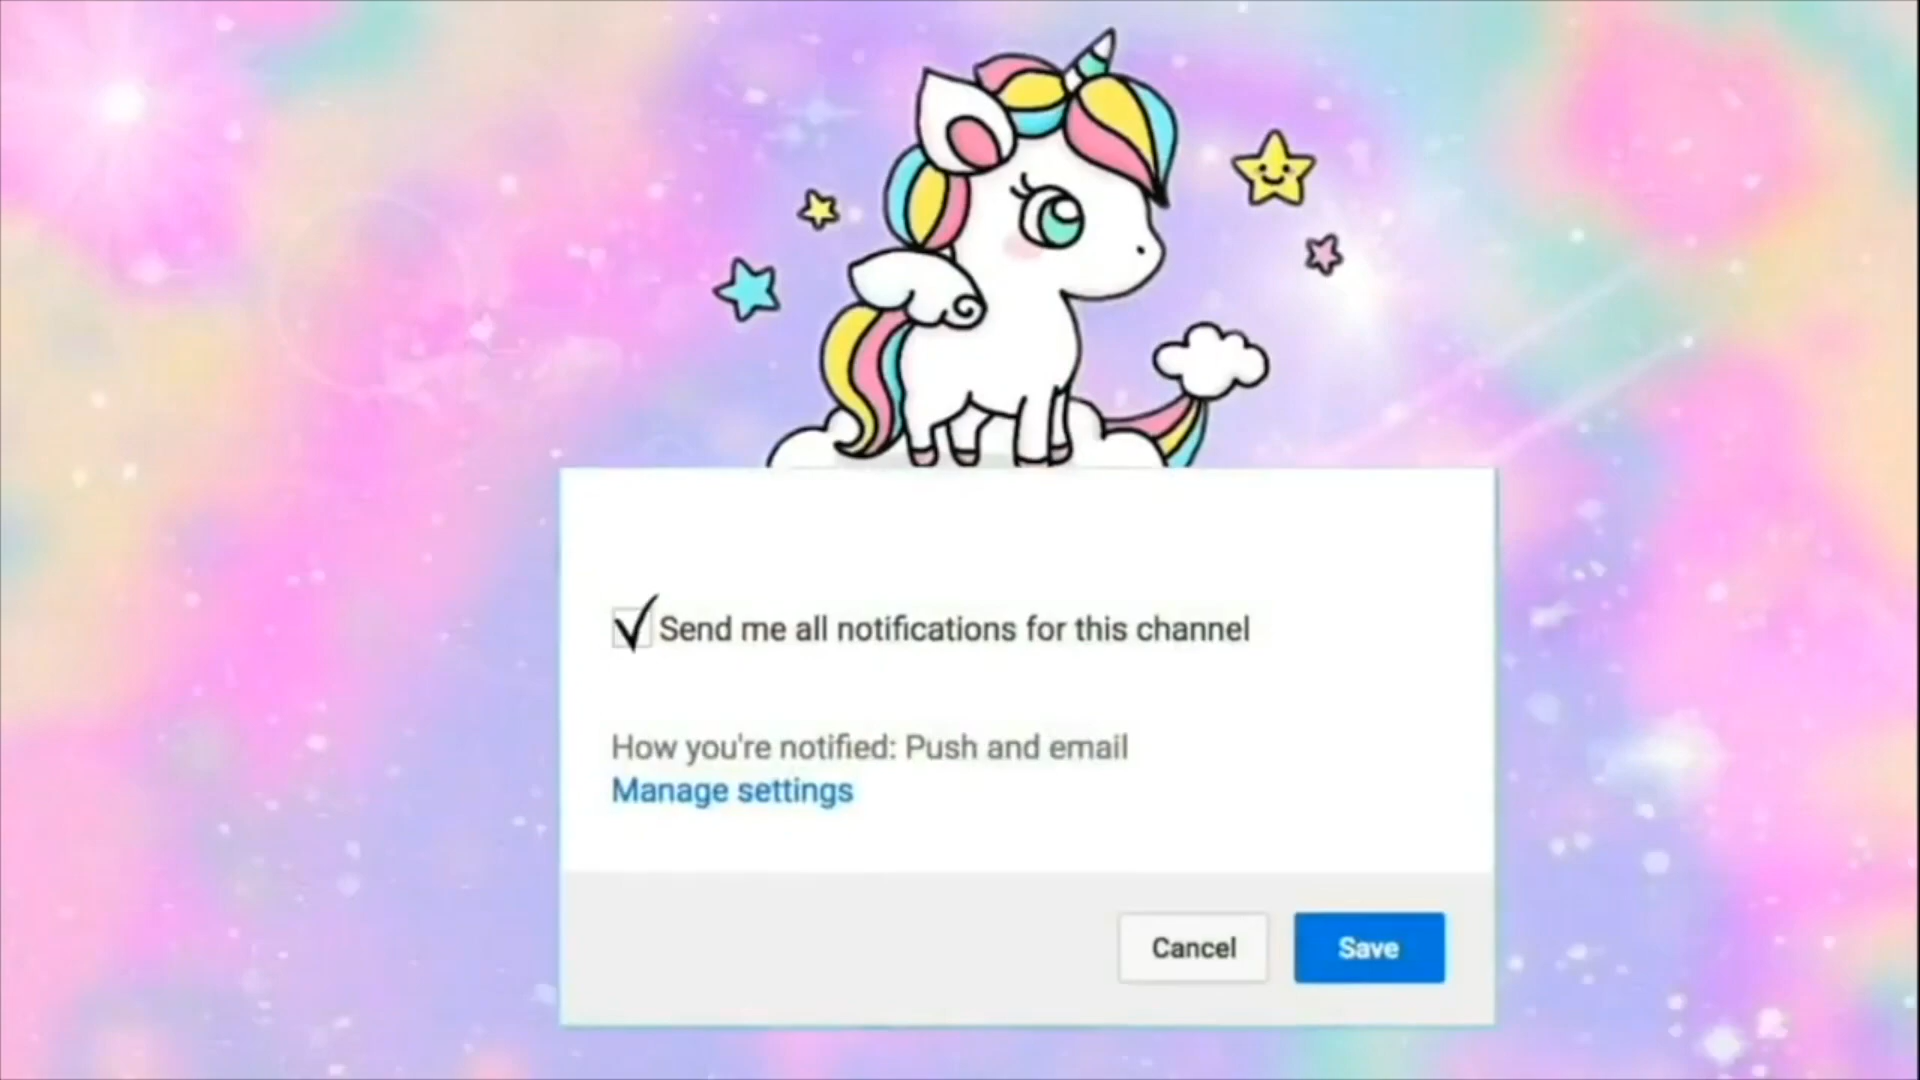 Send me all notifications for this channel
How you're notified: Push and email
Manage settings
Cancel
Save